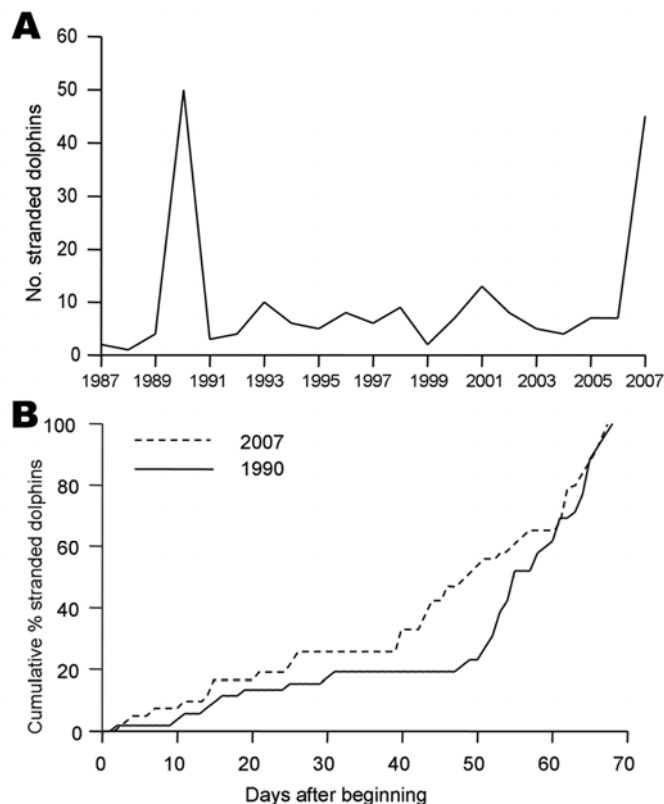 A
60
50
40
30
20
10
0
No. stranded dolphins
1987 1989 1991 1993 1995 1997 1999 2001 2003 2005 2007
B
100
80
60
40
20
0
Cumulative % stranded dolphins
2007
1990
0 10 20 30 40 50 60 70
Days after beginning